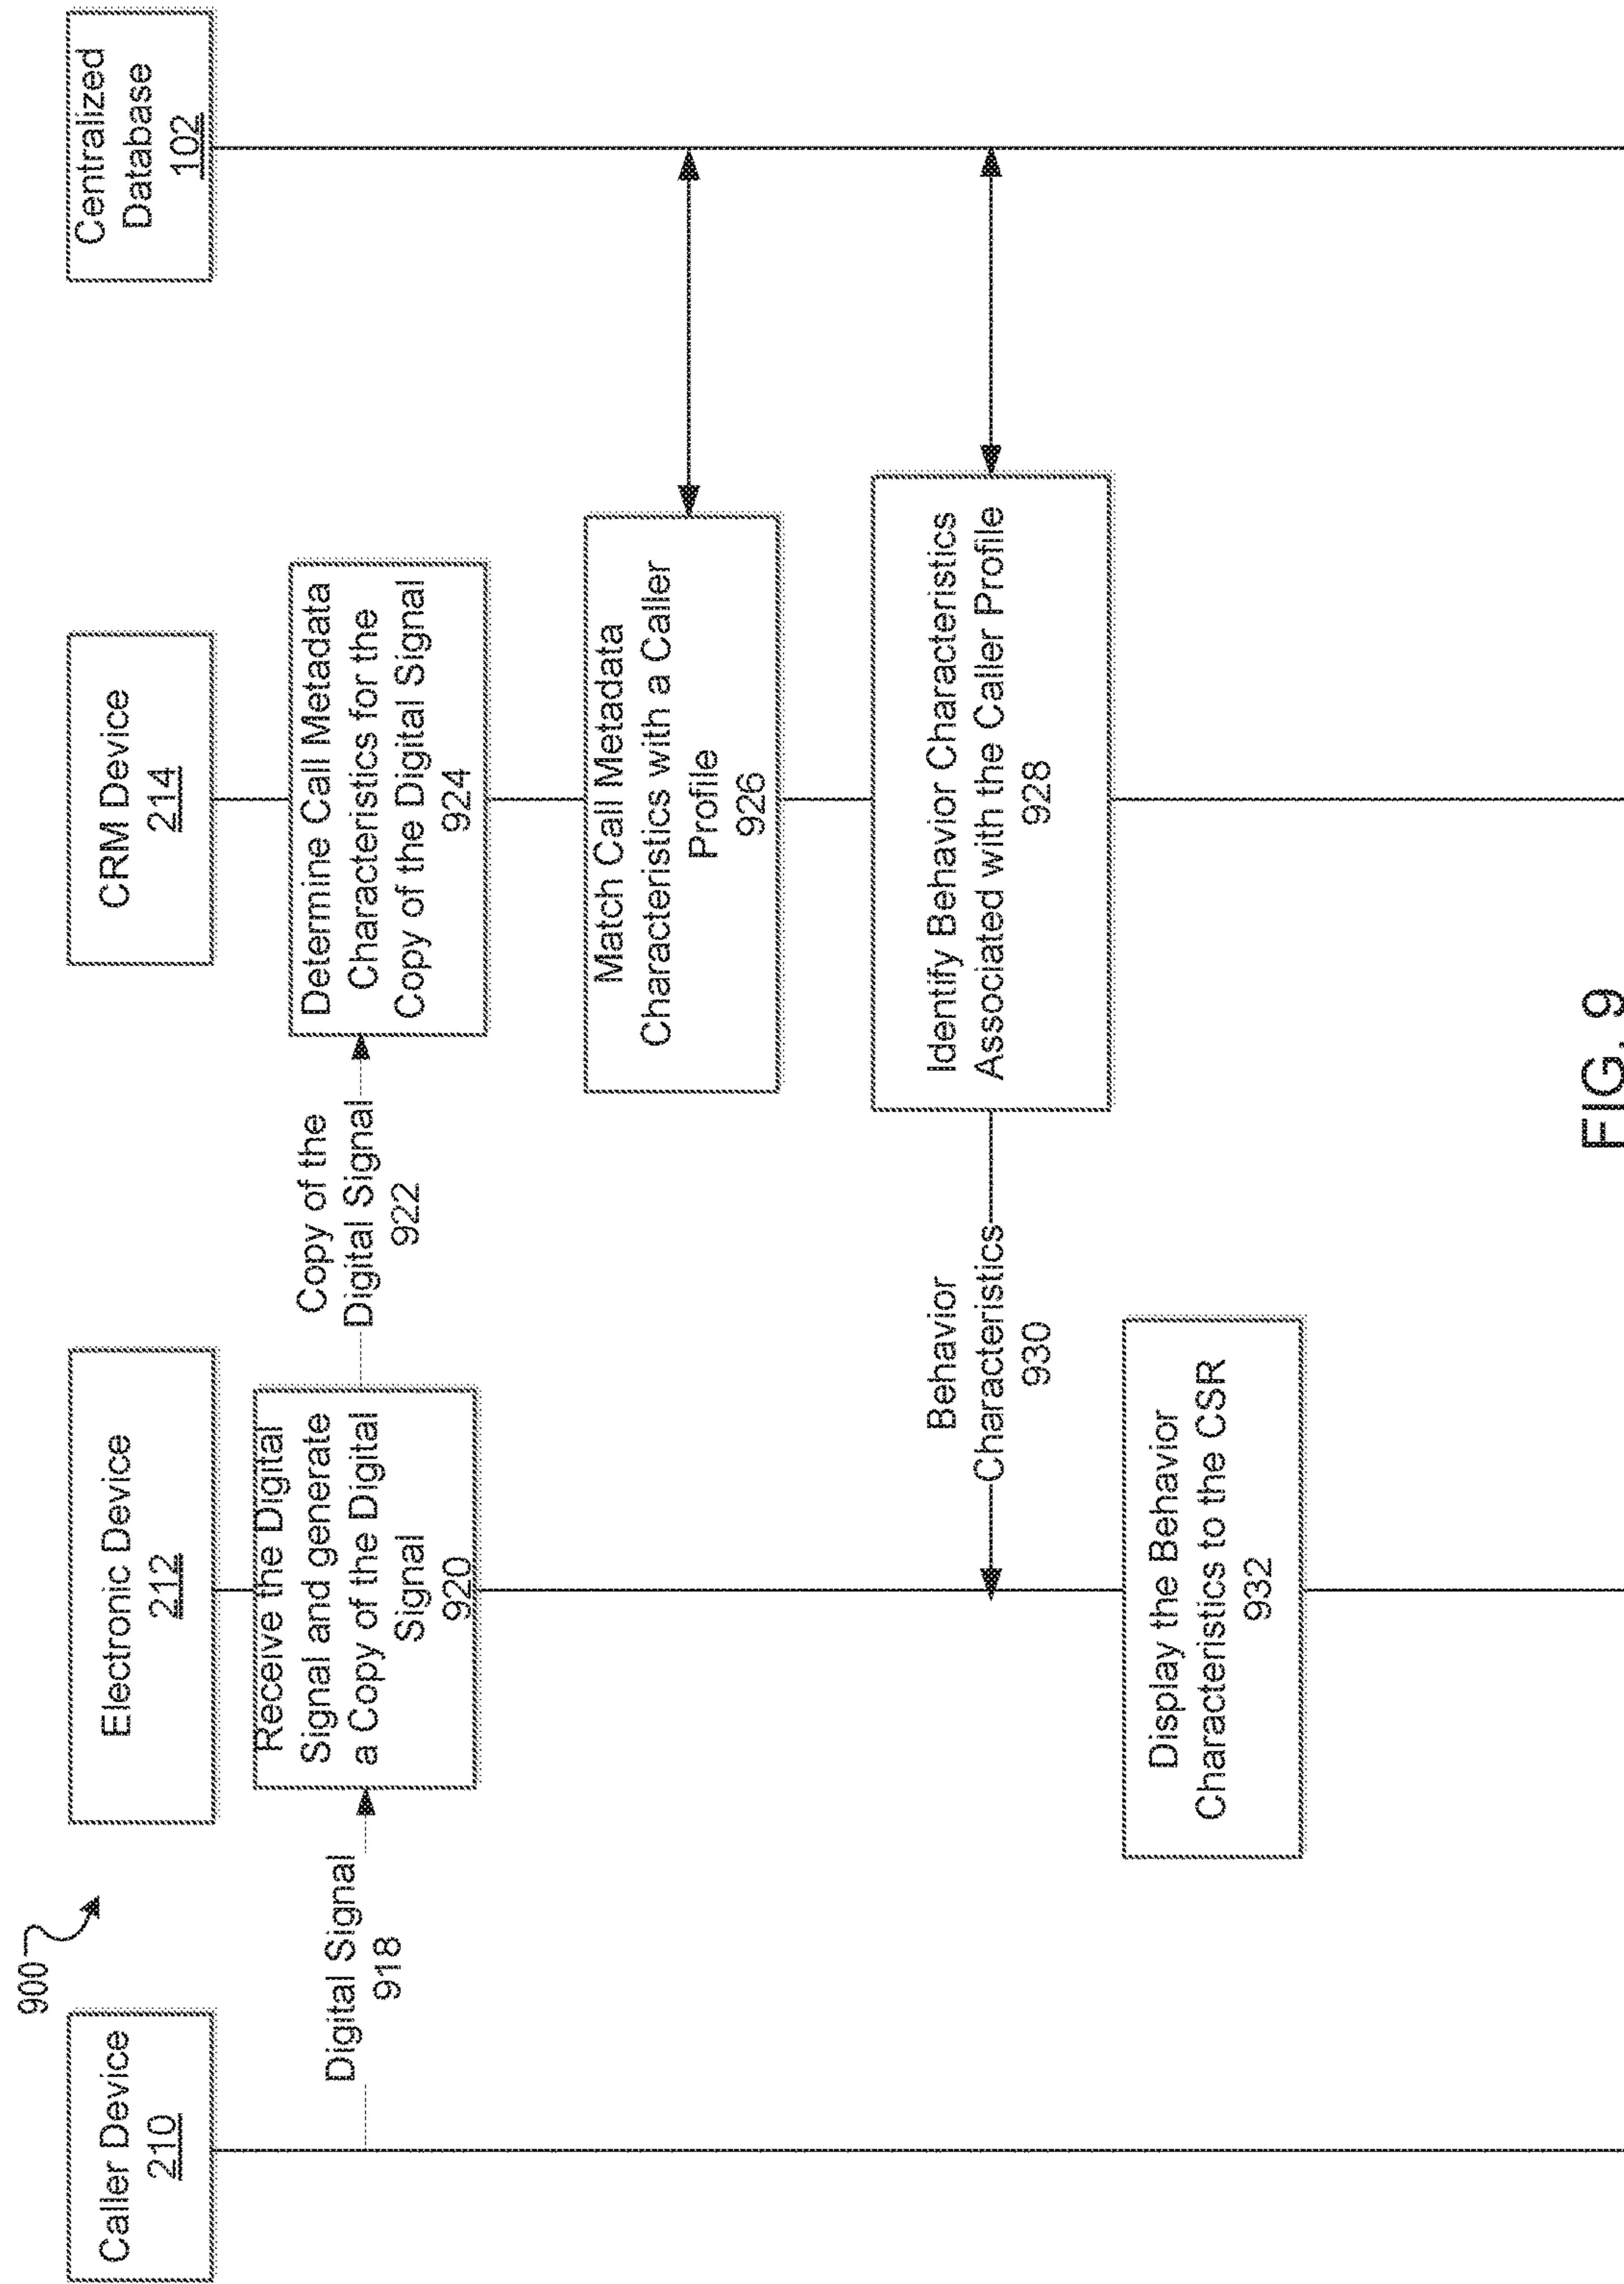 900
Caller Device
210
Electronic Device
212
CRM Device
214
Centralized
Database
102
Digital Signal
918
Receive the Digital
Signal and generate
a Copy of the Digital
Signal
920
Copy of the
Digital Signal
922
Determine Call Metadata
Characteristics for the
Copy of the Digital Signal
924
Match Call Metadata
Characteristics with a Caller
Profile
926
Identify Behavior Characteristics
Associated with the Caller Profile
928
Behavior
Characteristics
930
Display the Behavior
Characteristics to the CSR
932
FIG. 9